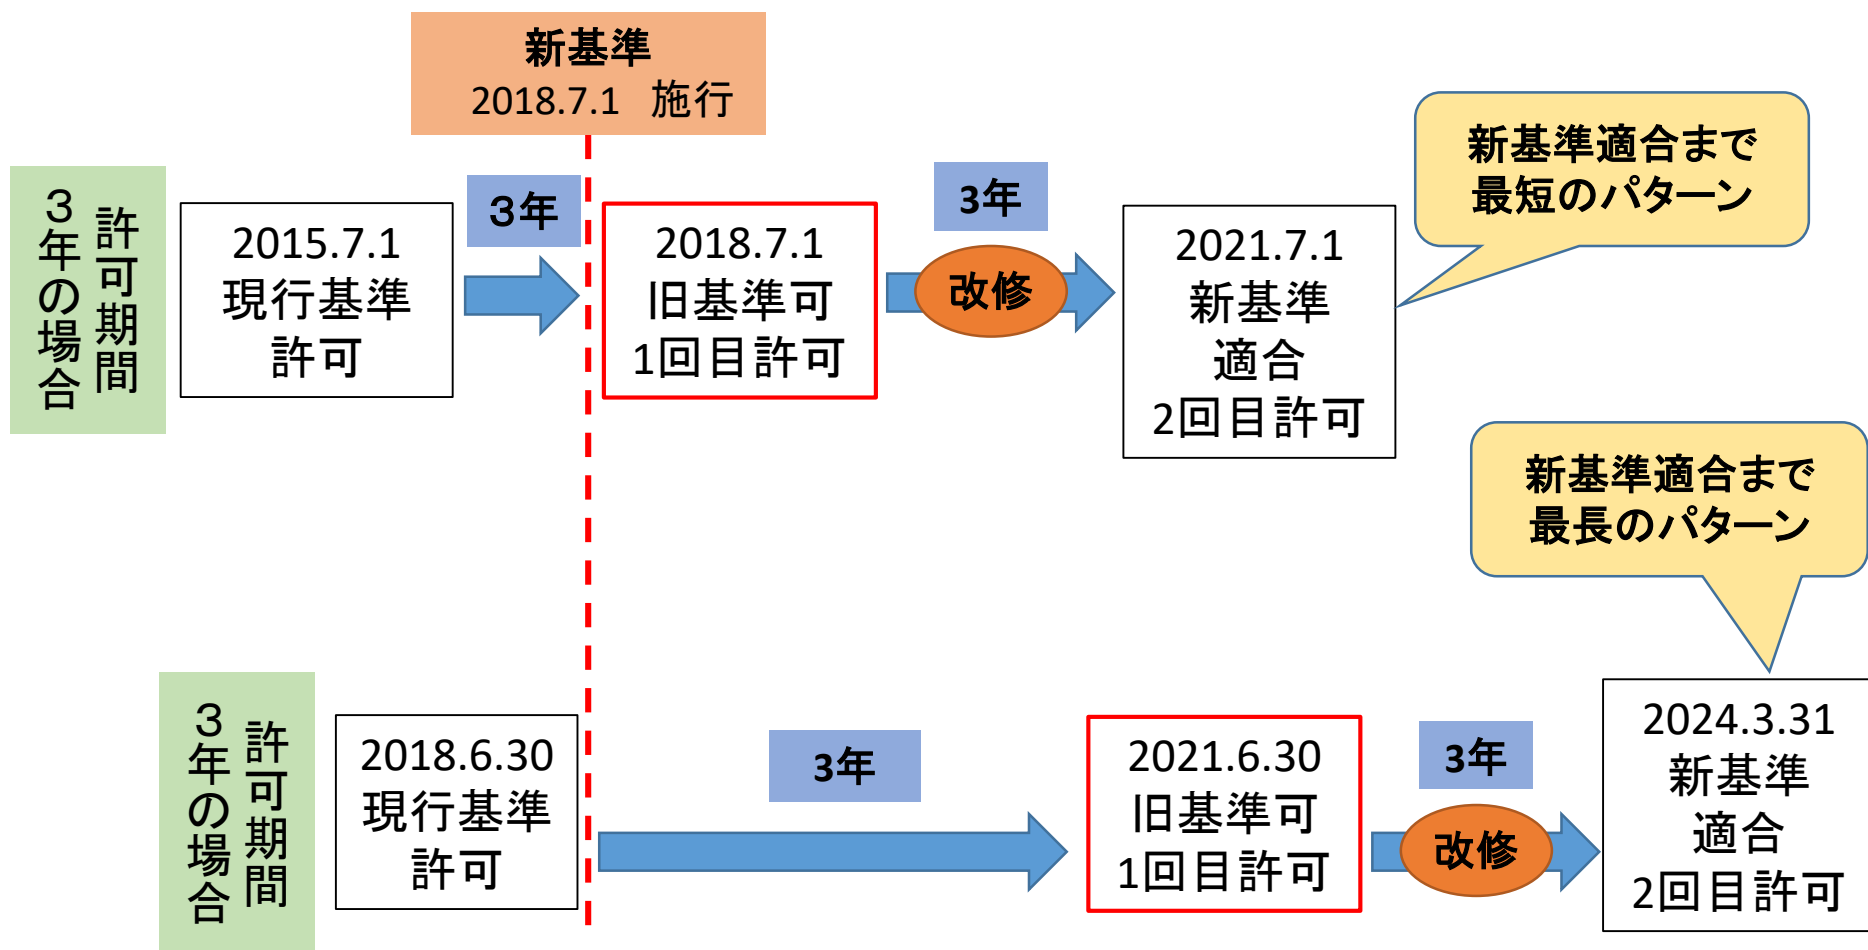 新基準
2018.7.1 施行
許可期間
３年の場合
2015.7.1
現行基準
許可
３年
2018.7.1
旧基準可
1回目許可
3年
改修
2021.7.1
新基準
適合
2回目許可
新基準適合まで
最短のパターン
許可期間
３年の場合
2018.6.30
現行基準
許可
3年
2021.6.30
旧基準可
1回目許可
3年
改修
2024.3.31
新基準
適合
2回目許可
新基準適合まで
最長のパターン